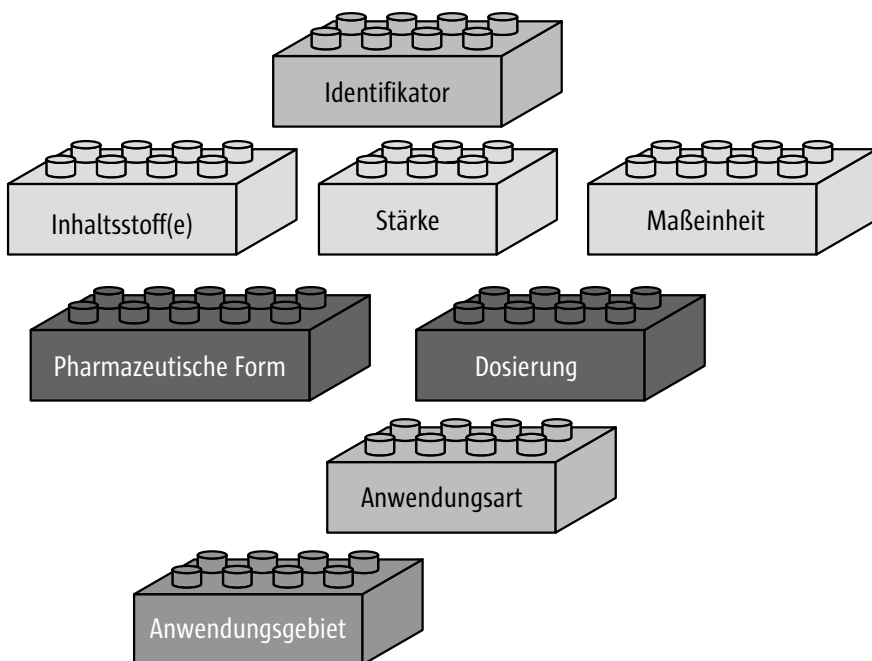 Identifikator
Inhaltsstoff(e)
Stärke
Maßeinheit
Pharmazeutische Form
Dosierung
Anwendungsart
Anwendungsgebiet